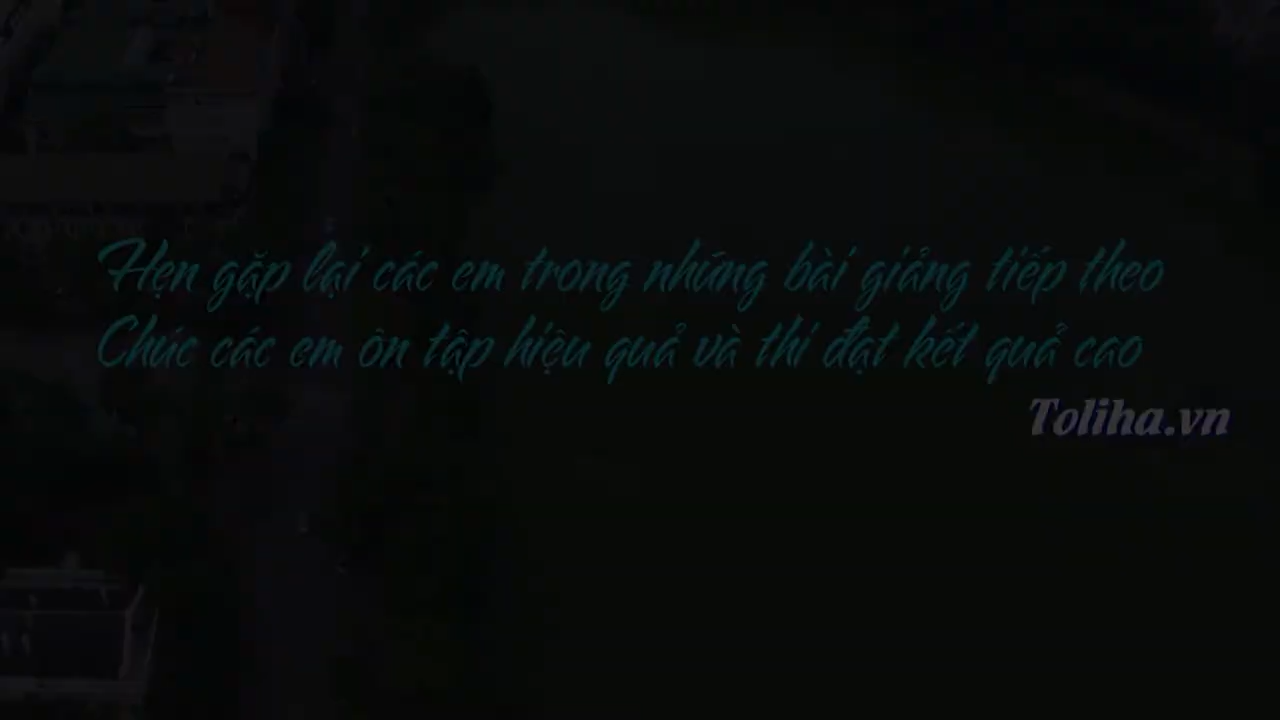 Hẹn gặp lại các em trong những bài giảng tiếp theo
Chúc các em ôn tập hiệu quả và thi đạt kết quả cao
Toliha.vn